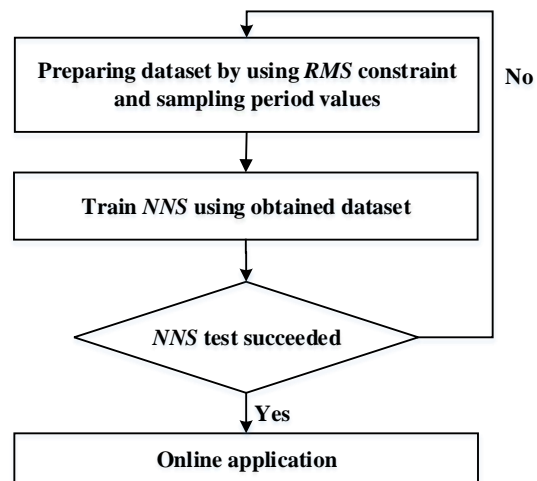 Preparing dataset by using RMS constraint
and sampling period values
No
Train NNS using obtained dataset
NNS test succeeded
Yes
Online application